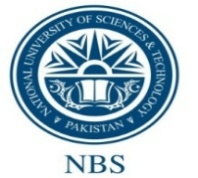 NATIONAL UNIVERSITY OF SCIENCES & TECHNOLOGY
PAKISTAN
NBS